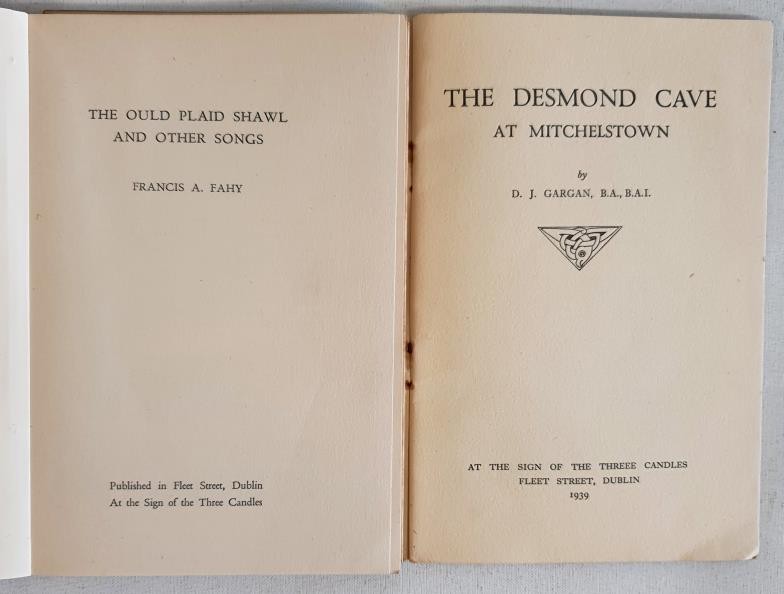 THE OULD PLAID SHAWL
AND OTHER SONGS
FRANCIS A. FAHY
Published in Fleet Street, Dublin
At the Sign of the Three Candles
THE DESMOND CAVE
AT MITCHELSTOWN
by
D. J. GARGAN, B.A., B.A.I.
AT THE SIGN OF THE THREEE CANDLES
FLEET STREET, DUBLIN
1939